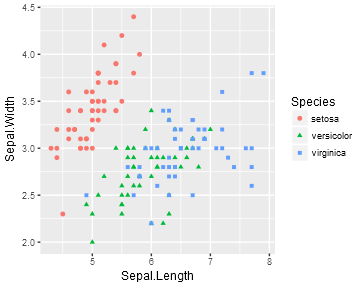 4.5
4.0
3.5
3.0
2.5
2.0
Sepal.Width
5
6
7
8
Sepal.Length
Species
setosa
versicolor
virginica